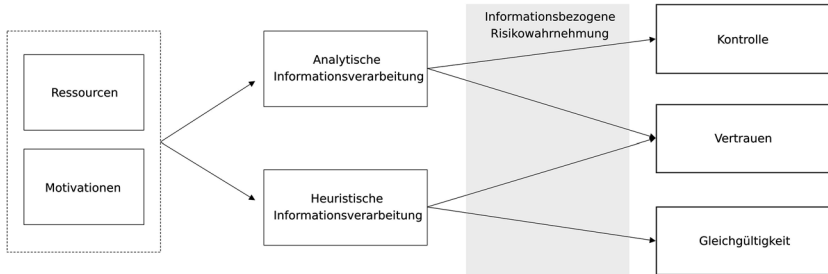 Ressourcen
Motivationen
Analytische
Informationsverarbeitung
Heuristische
Informationsverarbeitung
Informationsbezogene
Risikowahrnehmung
Kontrolle
Vertrauen
Gleichgültigkeit